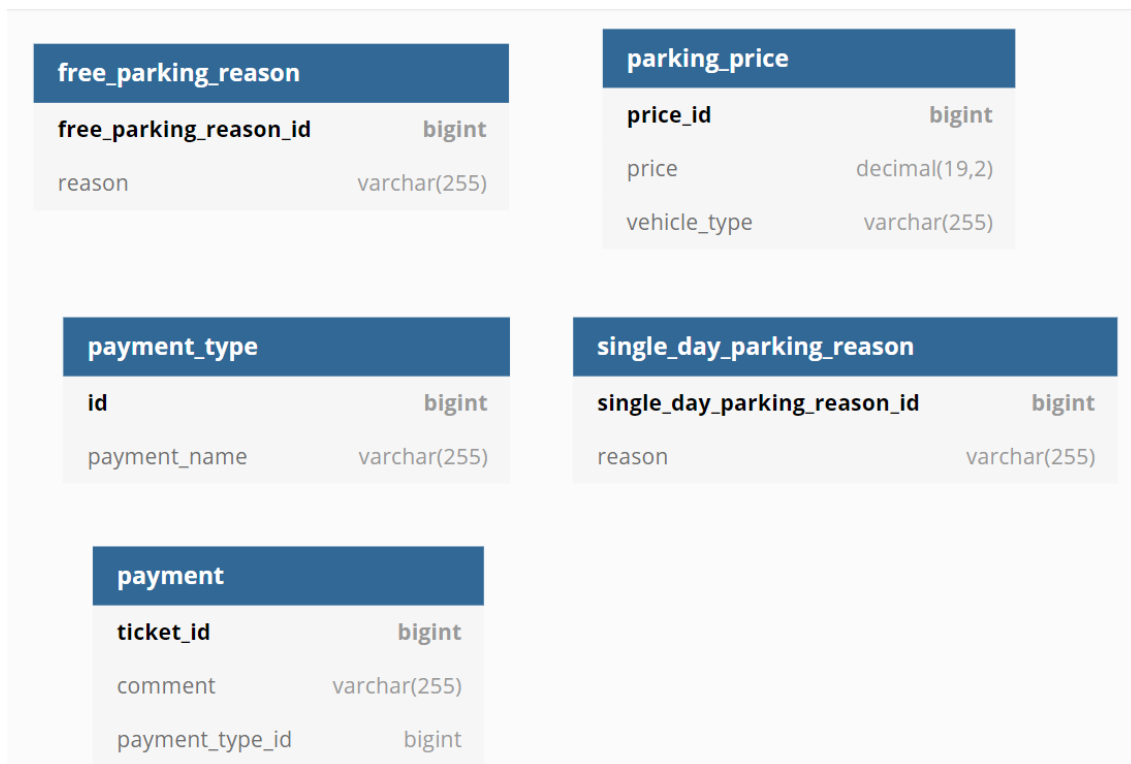 free_parking_reason
free_parking_reason_id bigint
reason varchar(255)
parking_price
price_id bigint
price decimal(19,2)
vehicle_type varchar(255)
payment_type
id bigint
payment_name varchar(255)
single_day_parking_reason
single_day_parking_reason_id bigint
reason varchar(255)
payment
ticket_id bigint
comment varchar(255)
payment_type_id bigint